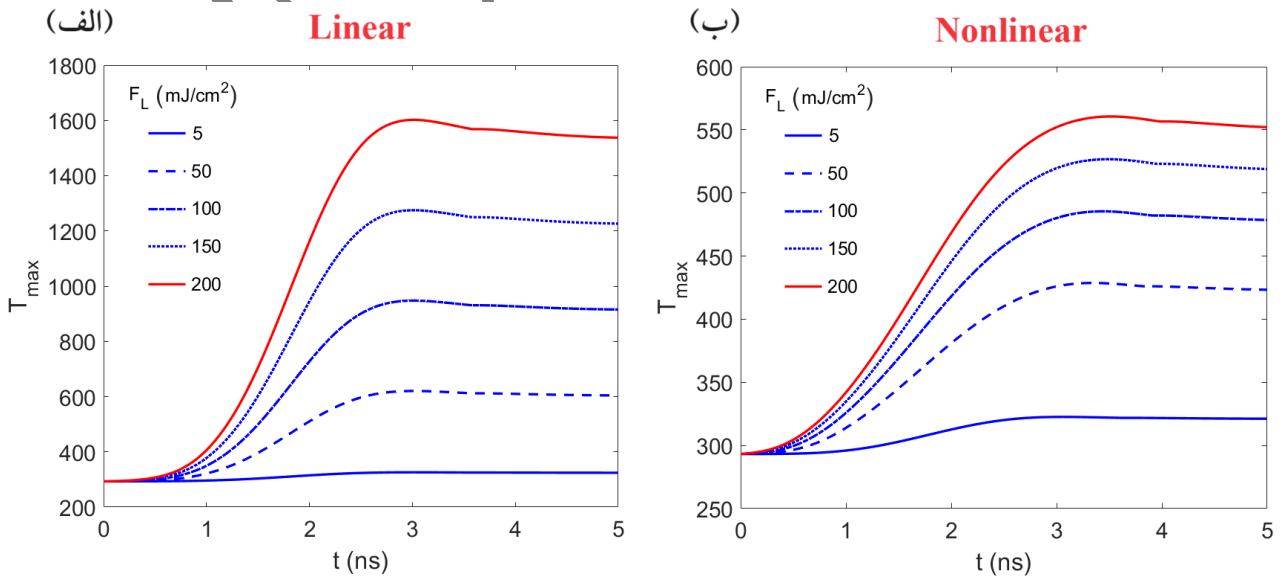 (الف)
Linear
F_L (mJ/cm²)
5
50
100
150
200
T_max
1800
1600
1400
1200
1000
800
600
400
200
0 1 2 3 4 5
t (ns)
(ب)
Nonlinear
F_L (mJ/cm²)
5
50
100
150
200
T_max
600
550
500
450
400
350
300
250
0 1 2 3 4 5
t (ns)